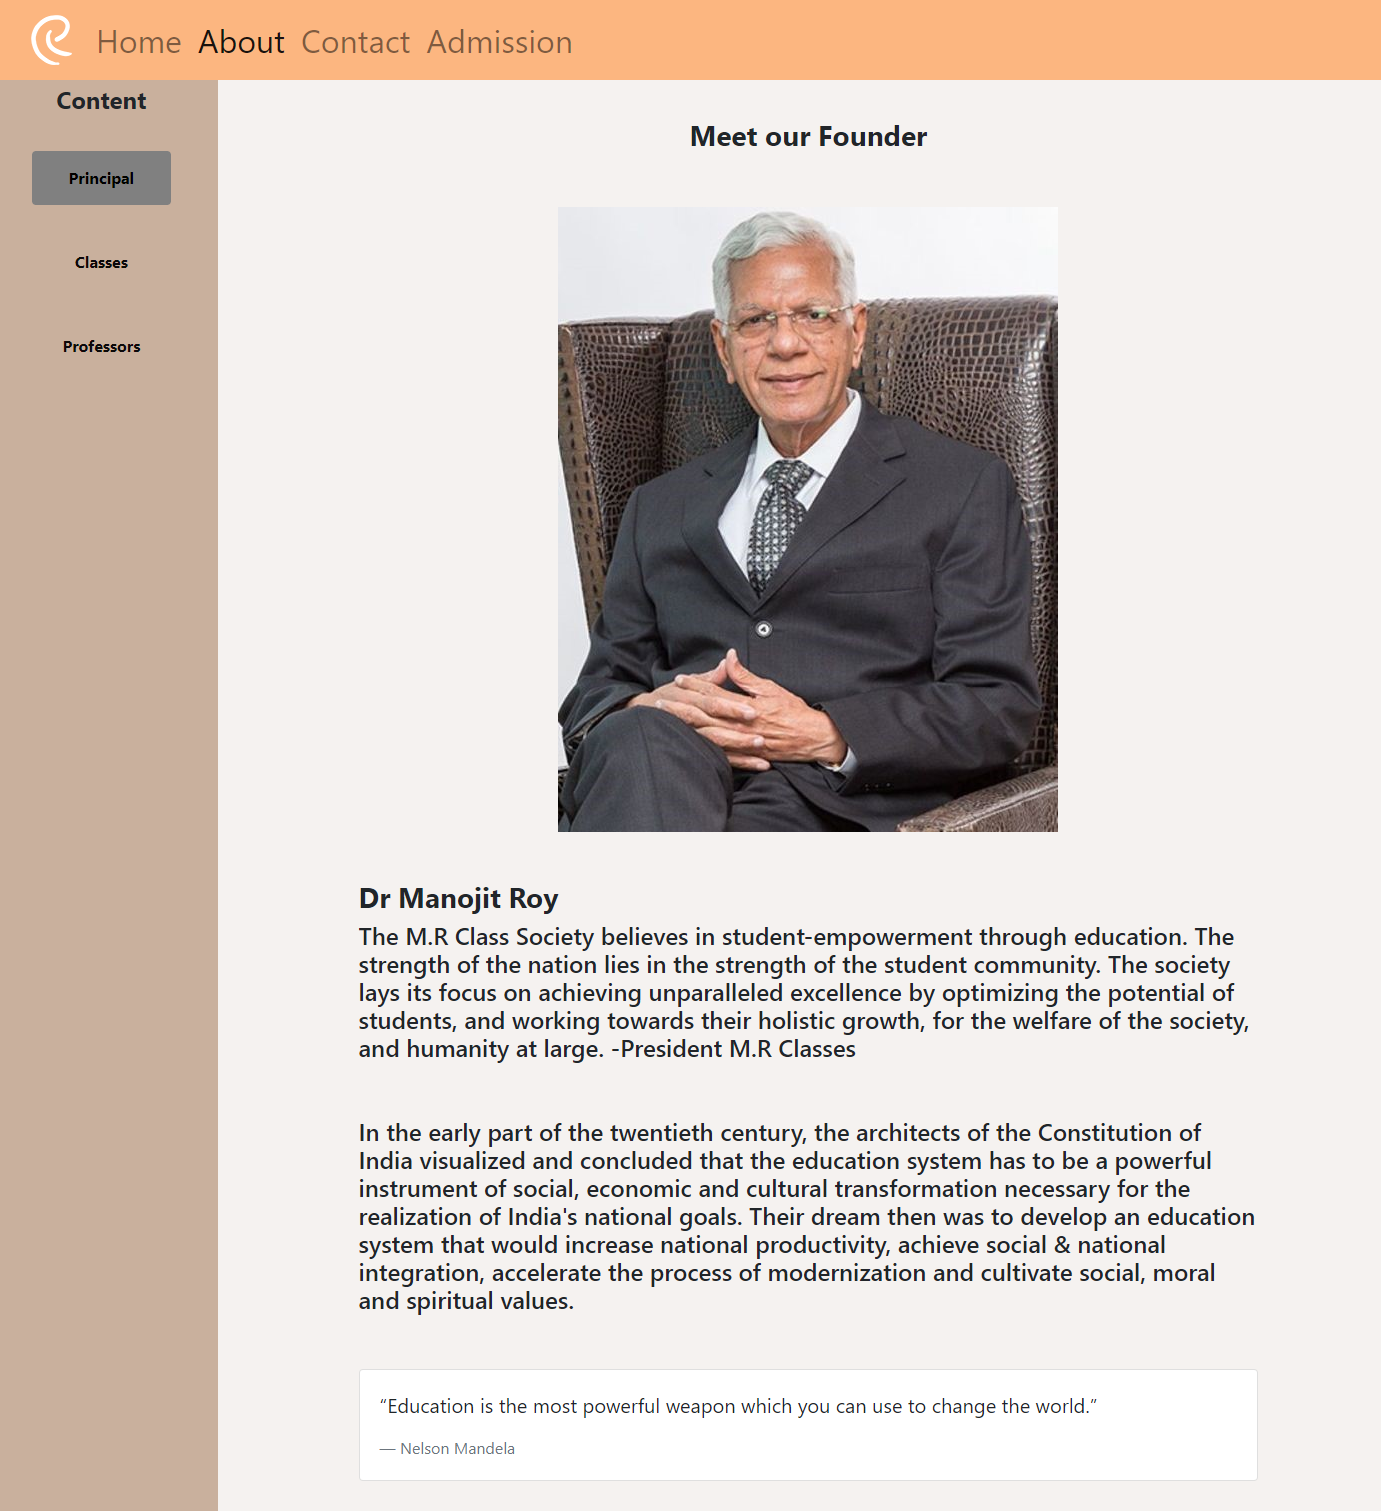 Home About Contact Admission
Content
Principal
Classes
Professors
Meet our Founder
Dr Manojit Roy
The M.R Class Society believes in student-empowerment through education. The
strength of the nation lies in the strength of the student community. The society
lays its focus on achieving unparalleled excellence by optimizing the potential of
students, and working towards their holistic growth, for the welfare of the society,
and humanity at large. -President M.R Classes
In the early part of the twentieth century, the architects of the Constitution of
India visualized and concluded that the education system has to be a powerful
instrument of social, economic and cultural transformation necessary for the
realization of India's national goals. Their dream then was to develop an education
system that would increase national productivity, achieve social & national
integration, accelerate the process of modernization and cultivate social, moral
and spiritual values.
“Education is the most powerful weapon which you can use to change the world.”
— Nelson Mandela